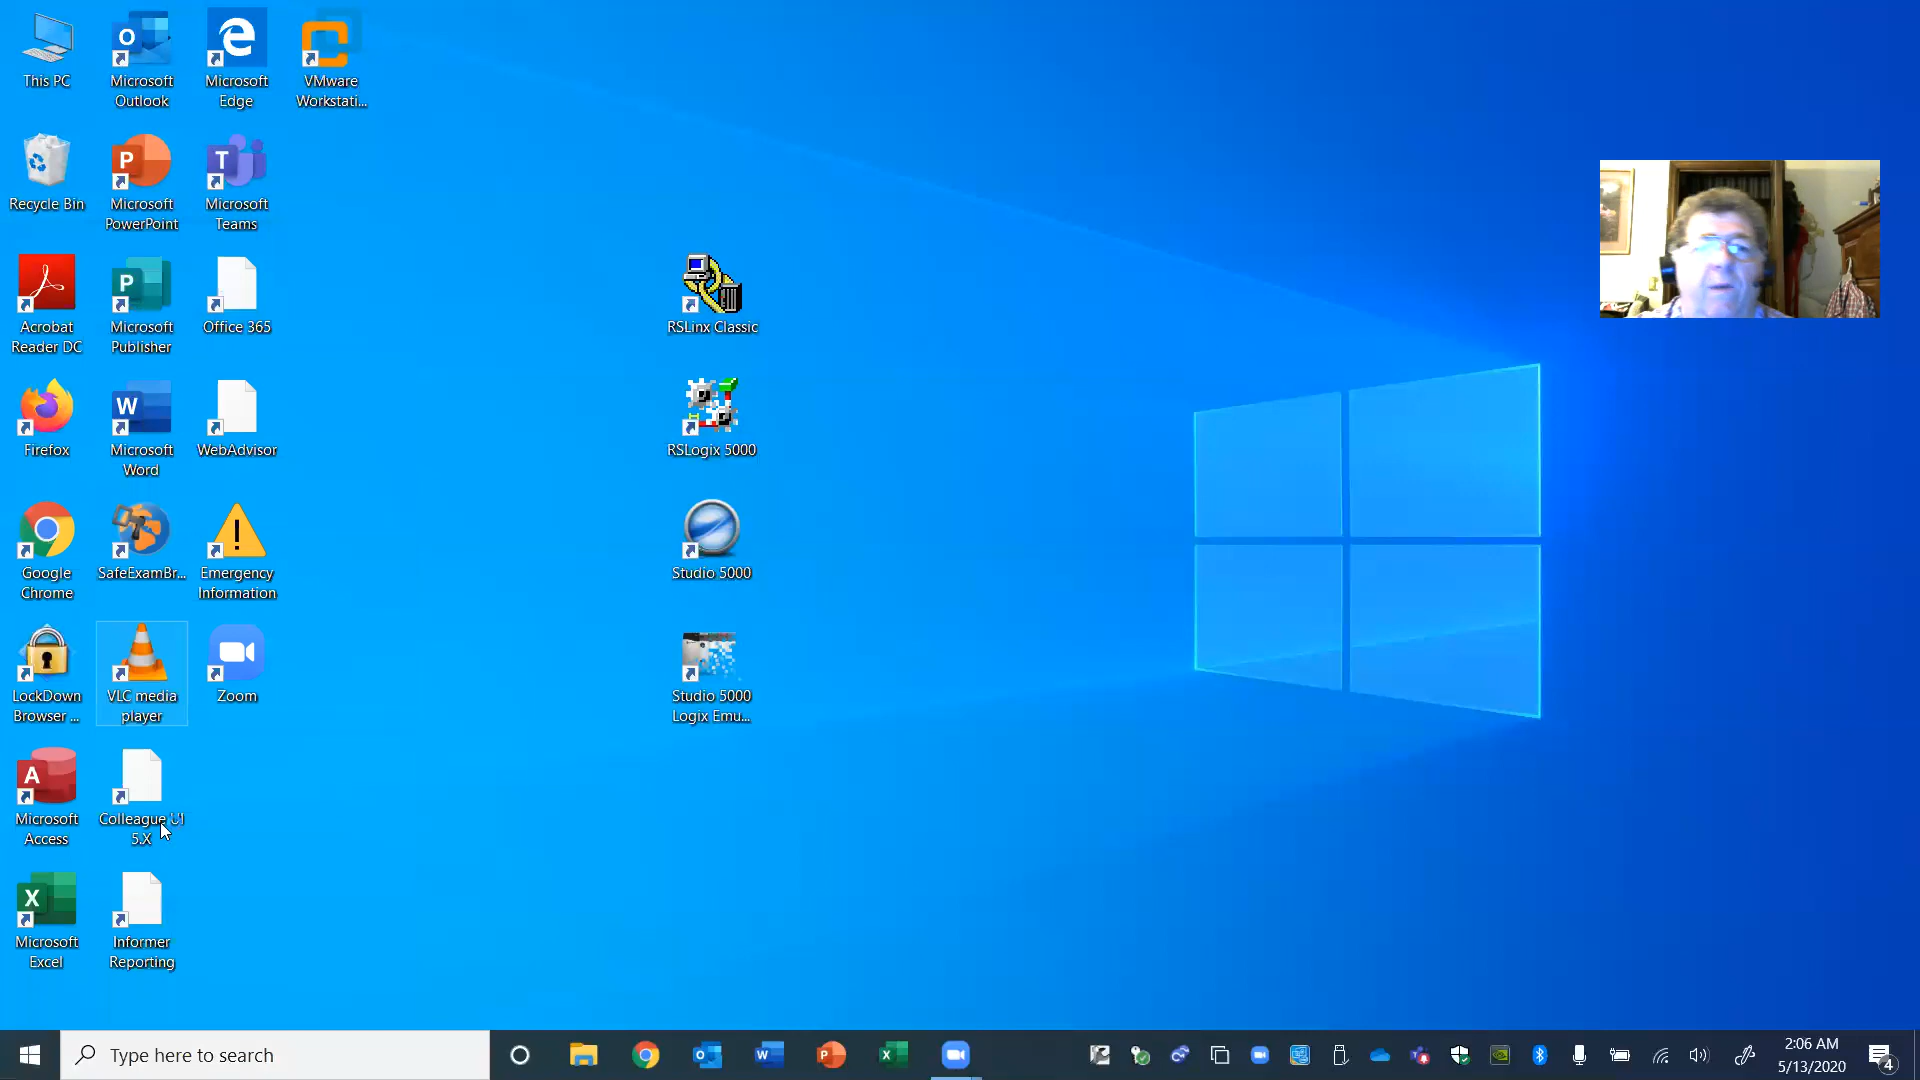 This PC
Microsoft
Outlook
Microsoft
Edge
VMware
Workstati...
Recycle Bin
Microsoft
PowerPoint
Microsoft
Teams
Acrobat
Reader DC
Microsoft
Publisher
Office 365
RSLinx Classic
Firefox
Microsoft
Word
WebAdvisor
RSLogix 5000
Google
Chrome
SafeExamBr...
Emergency
Information
Studio 5000
LockDown
Browser ...
VLC media
player
Zoom
Studio 5000
Logix Emu...
Microsoft
Access
Colleague UI
5.X
Microsoft
Excel
Informer
Reporting
Type here to search
2:06 AM
5/13/2020
4